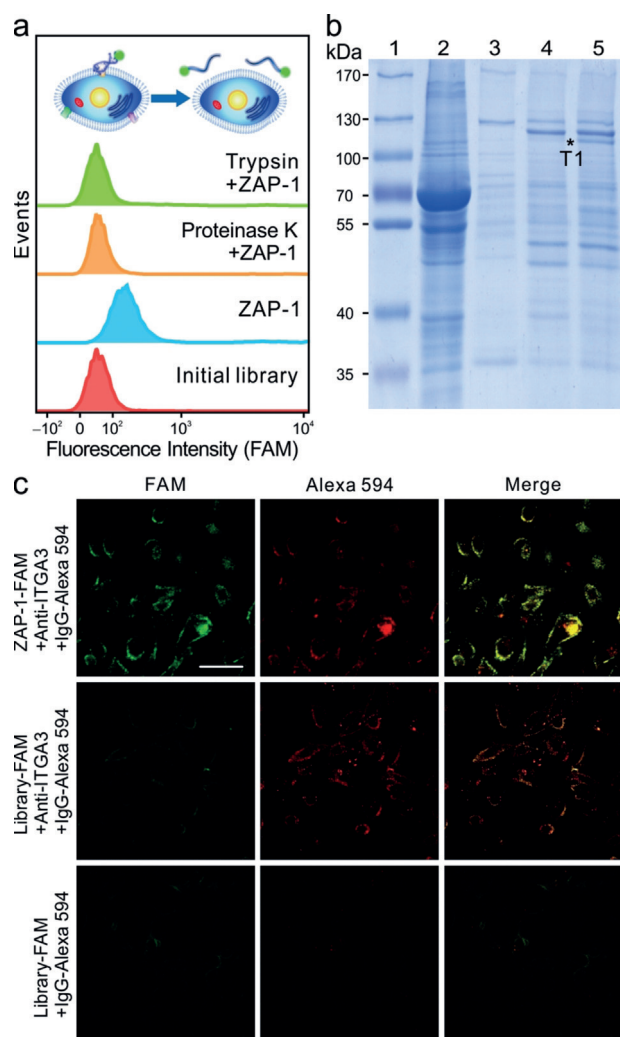 a
Events
Trypsin
+ZAP-1
Proteinase K
+ZAP-1
ZAP-1
Initial library
−10² 0 10² 10³ 10⁴
Fluorescence Intensity (FAM)
b
kDa 1 2 3 4 5
170
130
*
T1
100
70
55
40
35
c
FAM Alexa 594 Merge
ZAP-1-FAM
+Anti-ITGA3
+IgG-Alexa 594
Library-FAM
+Anti-ITGA3
+IgG-Alexa 594
Library-FAM
+IgG-Alexa 594